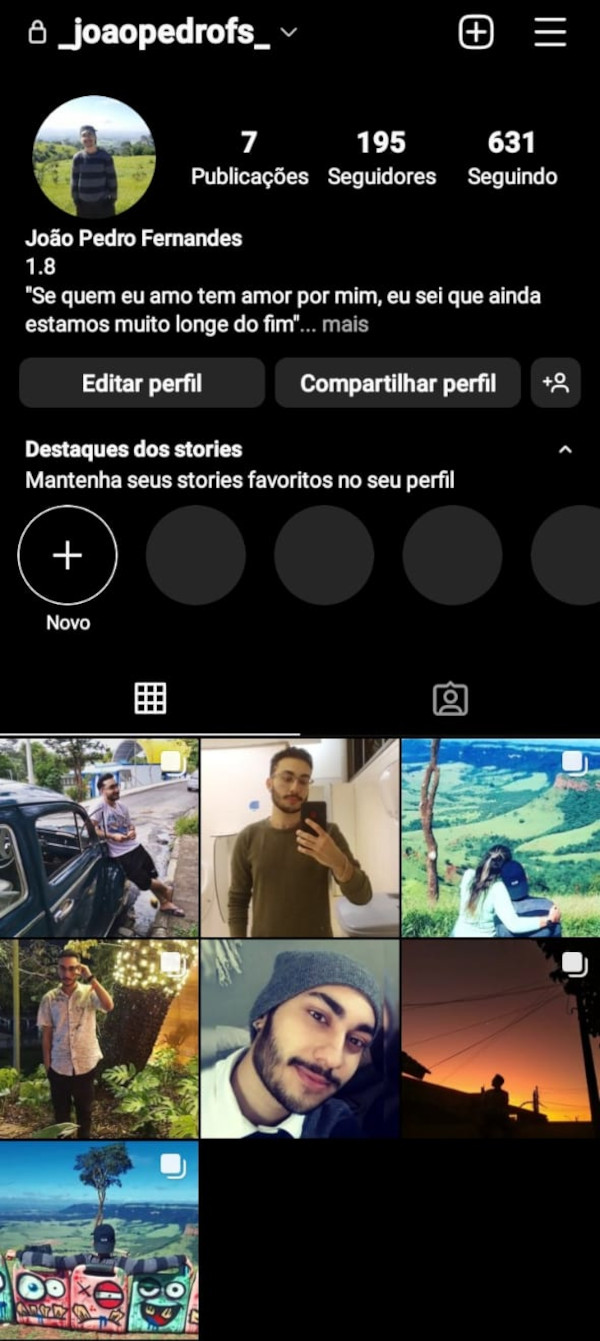 _joaopedrofs_
7 195 631
Publicações Seguidores Seguindo
João Pedro Fernandes
1.8
"Se quem eu amo tem amor por mim, eu sei que ainda
estamos muito longe do fim"... mais
Editar perfil Compartilhar perfil
Destaques dos stories
Mantenha seus stories favoritos no seu perfil
Novo